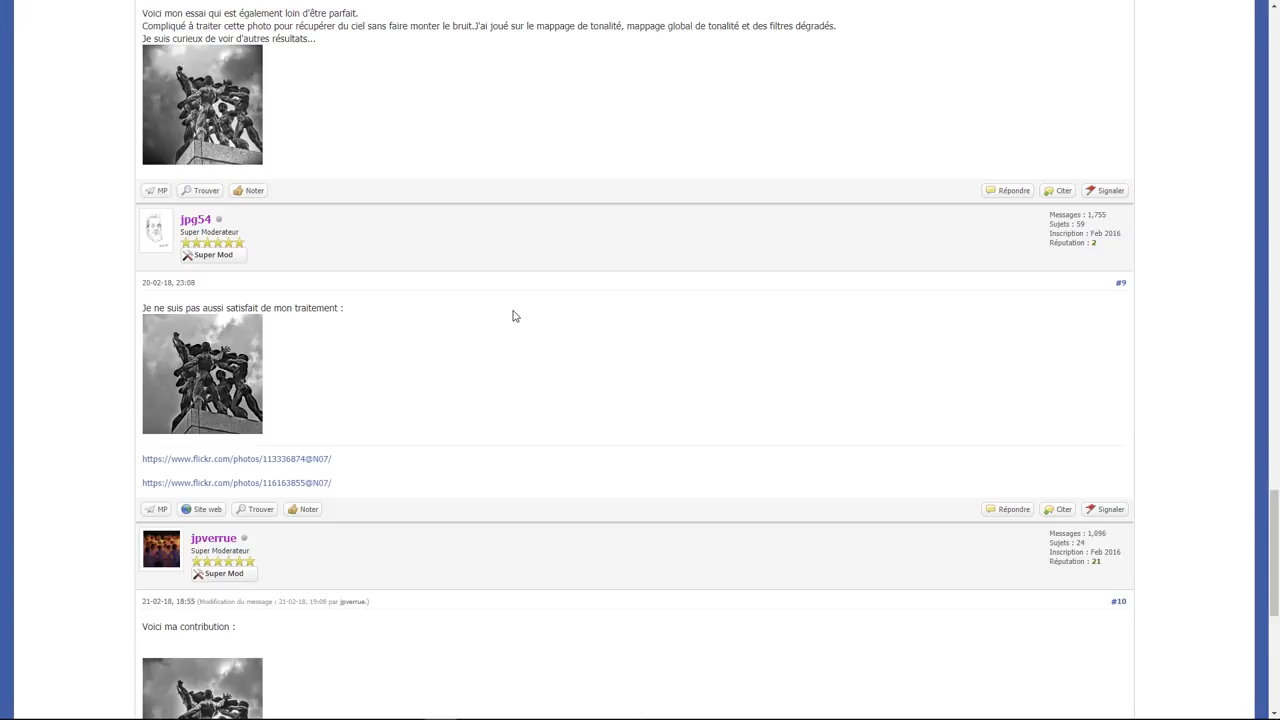 Voici mon essai qui est également loin d'être parfait.
Compliqué à traiter cette photo pour récupérer du ciel sans faire monter le bruit.J'ai joué sur le mappage de tonalité, mappage global de tonalité et des filtres dégradés.
Je suis curieux de voir d'autres résultats...
MP Trouver Noter Répondre Citer Signaler
jpg54
Super Moderateur
Super Mod
Messages : 1,755
Sujets : 59
Inscription : Feb 2016
Réputation : 2
20-02-18, 23:08 #9
Je ne suis pas aussi satisfait de mon traitement :
https://www.flickr.com/photos/113336874@N07/
https://www.flickr.com/photos/116163855@N07/
MP Site web Trouver Noter Répondre Citer Signaler
jpverrue
Super Moderateur
Super Mod
Messages : 1,096
Sujets : 24
Inscription : Feb 2016
Réputation : 21
21-02-18, 18:55 (Modification du message : 21-02-18, 19:08 par jpverrue.) #10
Voici ma contribution :